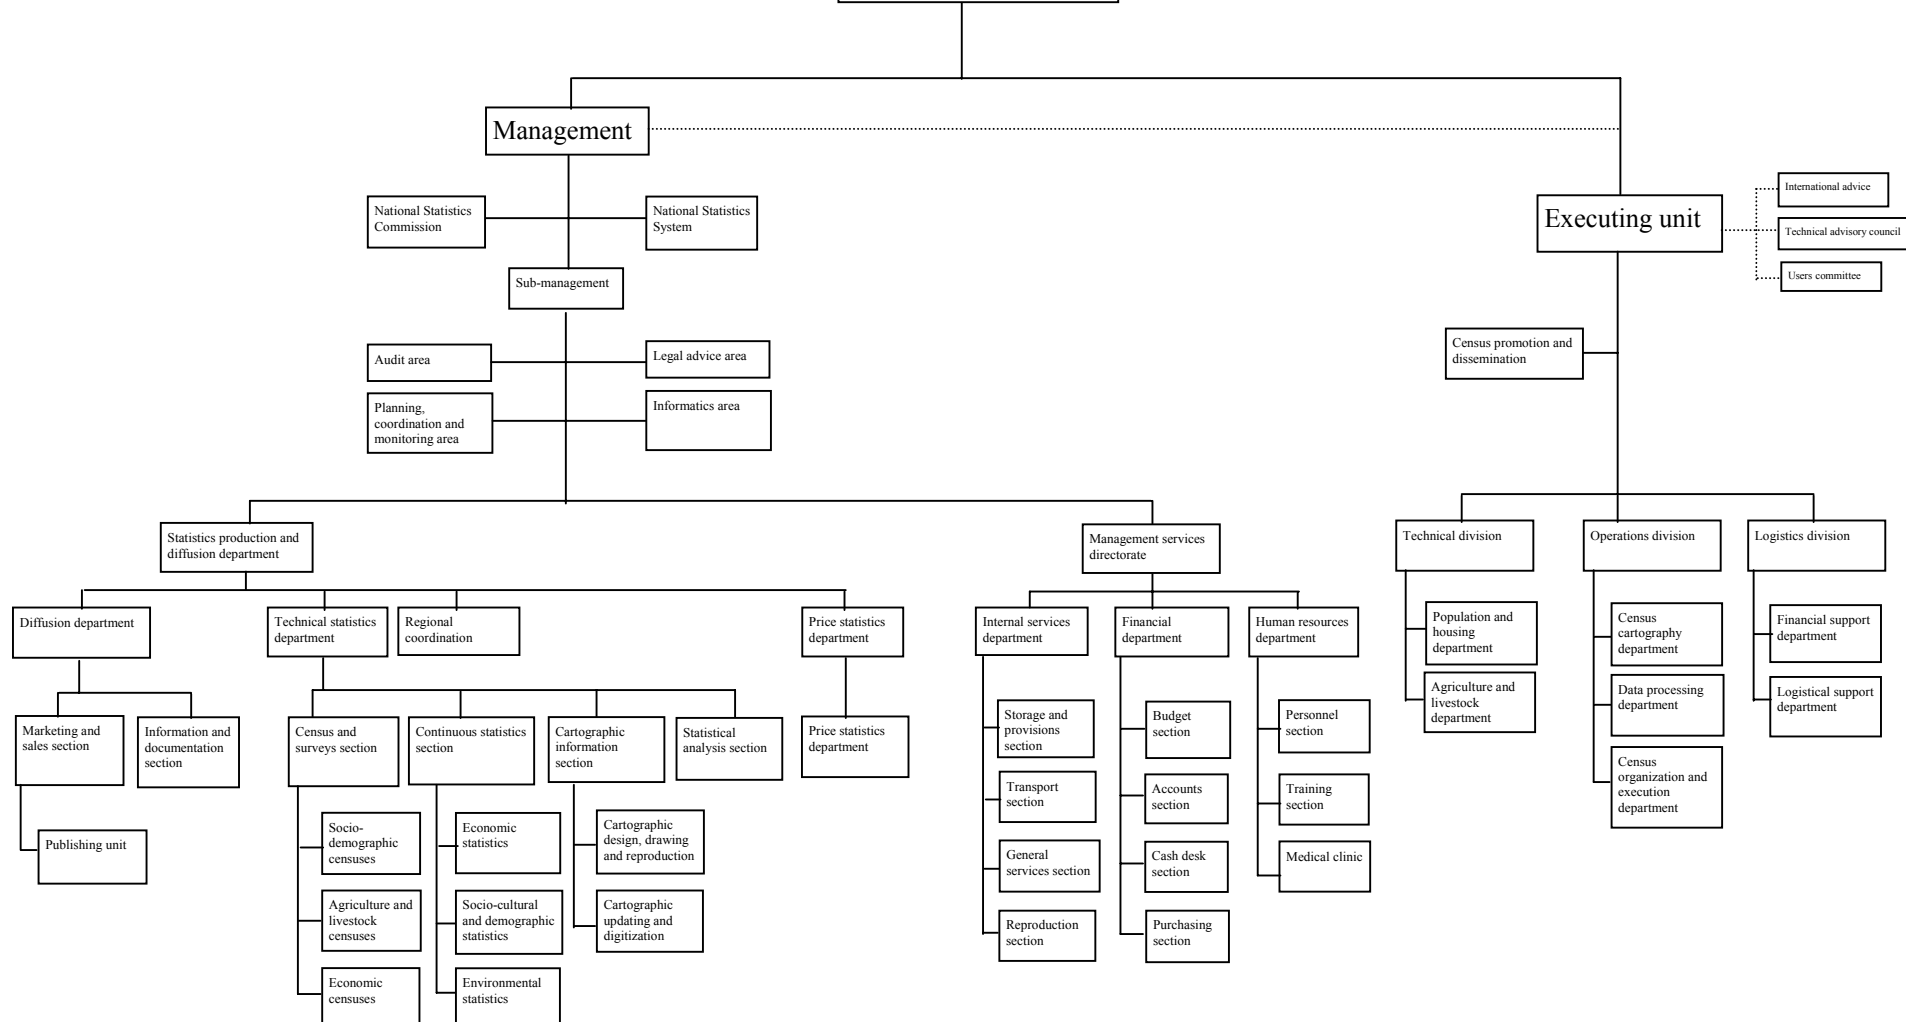 Management
International advice
National Statistics
Commission
National Statistics
System
Executing unit
Technical advisory council
Users committee
Sub-management
Census promotion and
dissemination
Audit area
Legal advice area
Planning,
coordination and
monitoring area
Informatics area
Statistics production and
diffusion department
Management services
directorate
Technical division
Operations division
Logistics division
Diffusion department
Technical statistics
department
Regional
coordination
Price statistics
department
Internal services
department
Financial
department
Human resources
department
Population and
housing
department
Census
cartography
department
Financial support
department
Agriculture and
livestock
department
Data processing
department
Logistical support
department
Census
organization and
execution
department
Marketing and
sales section
Information and
documentation
section
Census and
surveys section
Continuous statistics
section
Cartographic
information
section
Statistical
analysis section
Price statistics
department
Storage and
provisions
section
Budget
section
Personnel
section
Transport
section
Accounts
section
Training
section
General
services section
Cash desk
section
Medical clinic
Reproduction
section
Purchasing
section
Publishing unit
Socio-
demographic
censuses
Economic
statistics
Cartographic
design, drawing
and reproduction
Agriculture and
livestock
censuses
Socio-cultural
and demographic
statistics
Cartographic
updating and
digitization
Economic
censuses
Environmental
statistics